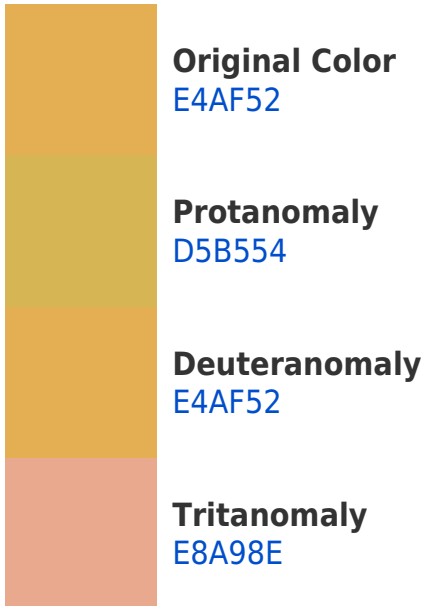 Original Color
E4AF52
Protanomaly
D5B554
Deuteranomaly
E4AF52
Tritanomaly
E8A98E